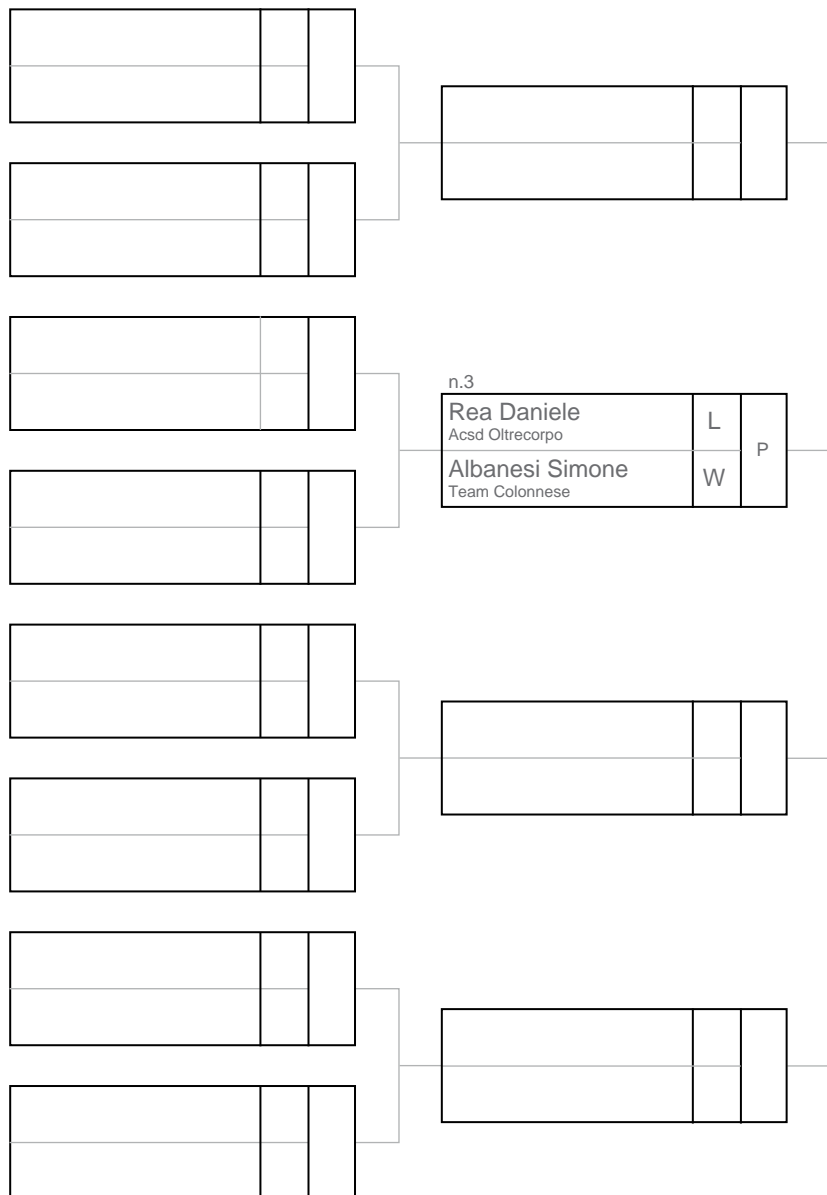 n.3
Rea Daniele
L
Acsd Oltrecorpo
P
Albanesi Simone
W
Team Colonnese